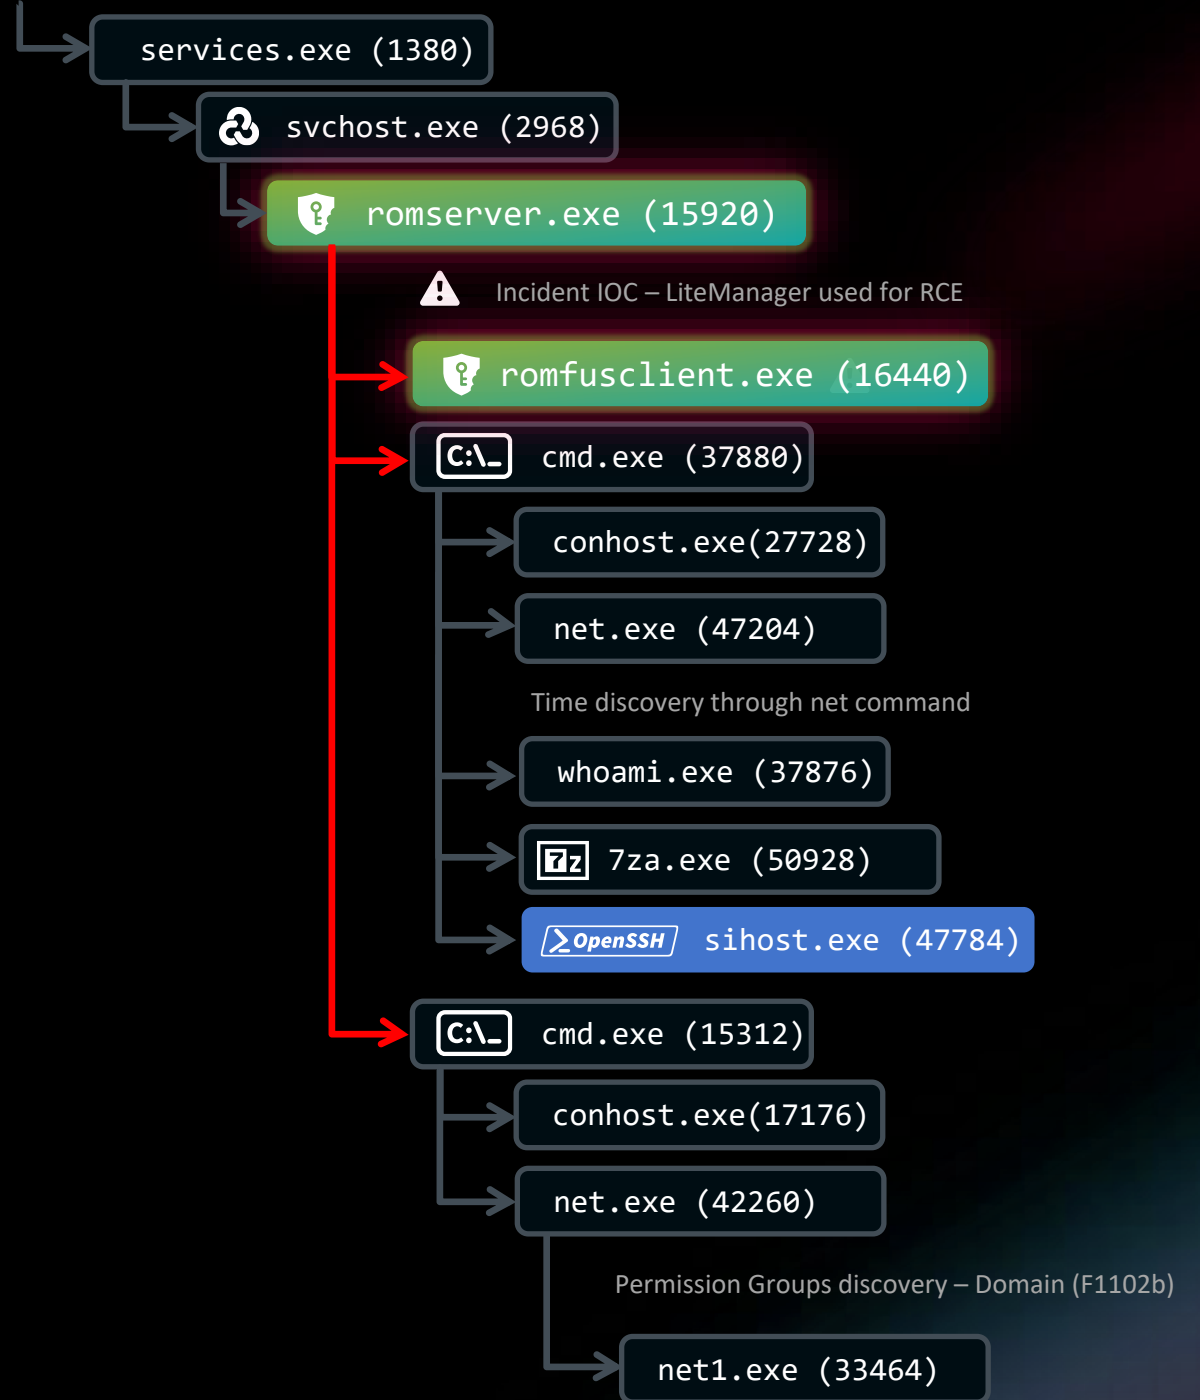 services.exe (1380)
svchost.exe (2968)
romserver.exe (15920)
Incident IOC – LiteManager used for RCE
romfusclient.exe (16440)
C:\_ cmd.exe (37880)
conhost.exe(27728)
net.exe (47204)
Time discovery through net command
whoami.exe (37876)
7z 7za.exe (50928)
OpenSSH sihost.exe (47784)
C:\_ cmd.exe (15312)
conhost.exe(17176)
net.exe (42260)
Permission Groups discovery – Domain (F1102b)
net1.exe (33464)